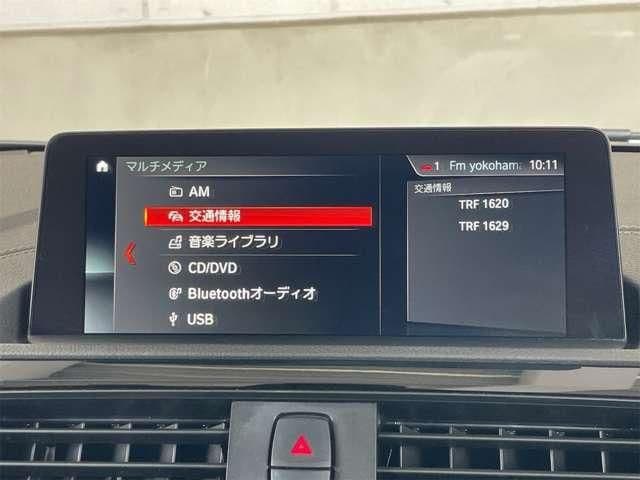 マルチメディア
1 Fm yokohama 10:11
AM
交通情報
音楽ライブラリ
CD/DVD
Bluetoothオーディオ
USB
交通情報
TRF 1620
TRF 1629